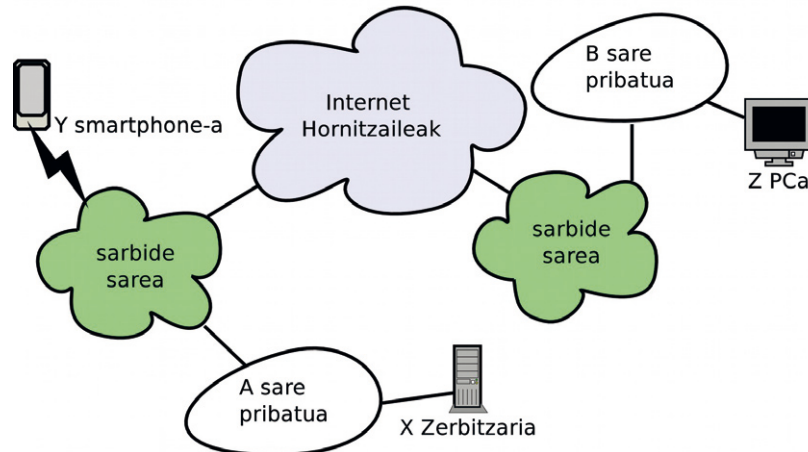 B sare
pribatua
Internet
Hornitzaileak
Y smartphone-a
Z PCa
sarbide
sarea
sarbide
sarea
A sare
pribatua
X Zerbitzaria